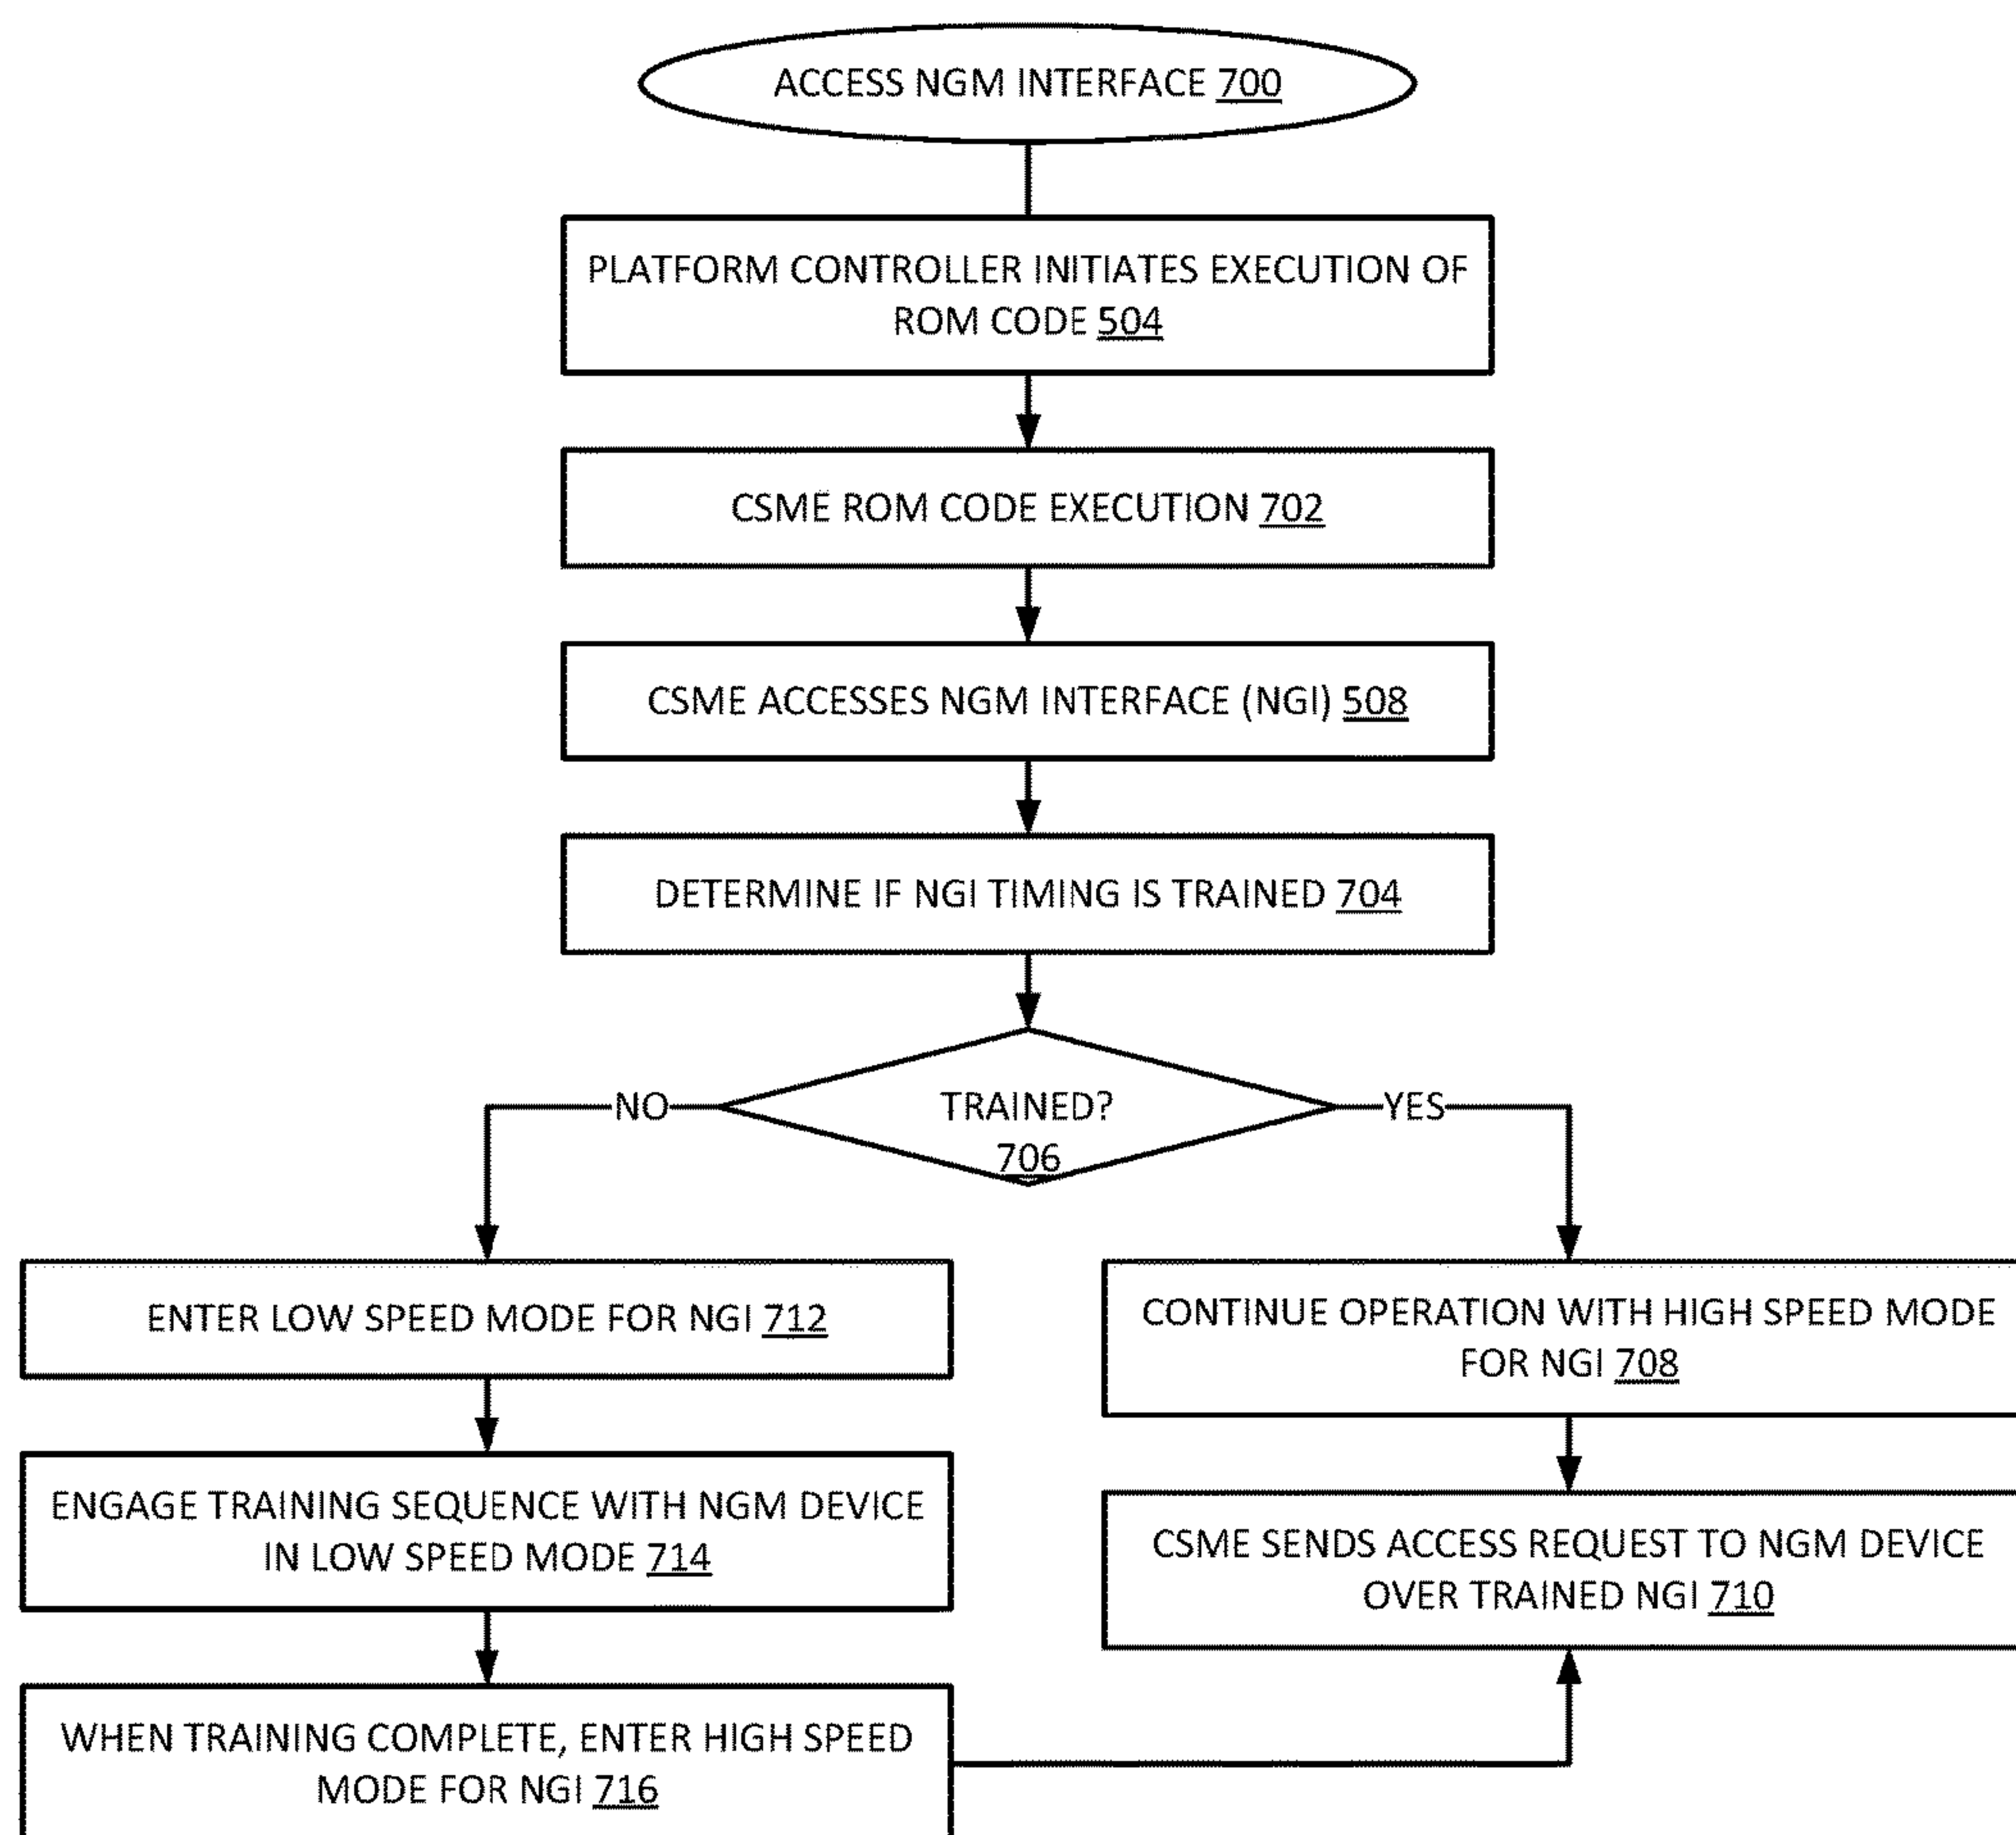 ACCESS NGM INTERFACE 700
PLATFORM CONTROLLER INITIATES EXECUTION OF
ROM CODE 504
CSME ROM CODE EXECUTION 702
CSME ACCESSES NGM INTERFACE (NGI) 508
DETERMINE IF NGI TIMING IS TRAINED 704
NO
TRAINED?
706
YES
ENTER LOW SPEED MODE FOR NGI 712
ENGAGE TRAINING SEQUENCE WITH NGM DEVICE
IN LOW SPEED MODE 714
WHEN TRAINING COMPLETE, ENTER HIGH SPEED
MODE FOR NGI 716
CONTINUE OPERATION WITH HIGH SPEED MODE
FOR NGI 708
CSME SENDS ACCESS REQUEST TO NGM DEVICE
OVER TRAINED NGI 710